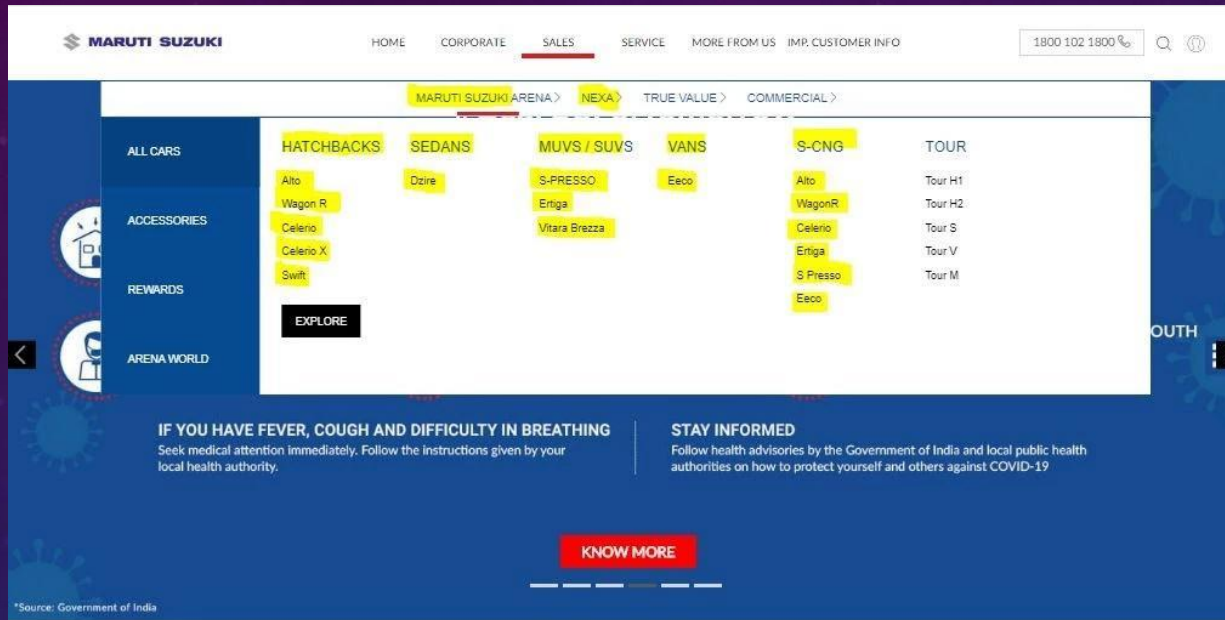 MARUTI SUZUKI
HOME CORPORATE SALES SERVICE MORE FROM US IMP. CUSTOMER INFO
1800 102 1800
MARUTI SUZUKI ARENA > NEXA > TRUE VALUE > COMMERCIAL >
ALL CARS
ACCESSORIES
REWARDS
ARENA WORLD
HATCHBACKS
Alto
Wagon R
Celerio
Celerio X
Swift
EXPLORE
SEDANS
Dzire
MUVS / SUVS
S-PRESSO
Ertiga
Vitara Brezza
VANS
Eeco
S-CNG
Alto
WagonR
Celerio
Ertiga
S Presso
Eeco
TOUR
Tour H1
Tour H2
Tour S
Tour V
Tour M
OUTH
IF YOU HAVE FEVER, COUGH AND DIFFICULTY IN BREATHING
Seek medical attention immediately. Follow the instructions given by your
local health authority.
STAY INFORMED
Follow health advisories by the Government of India and local public health
authorities on how to protect yourself and others against COVID-19
KNOW MORE
*Source: Government of India